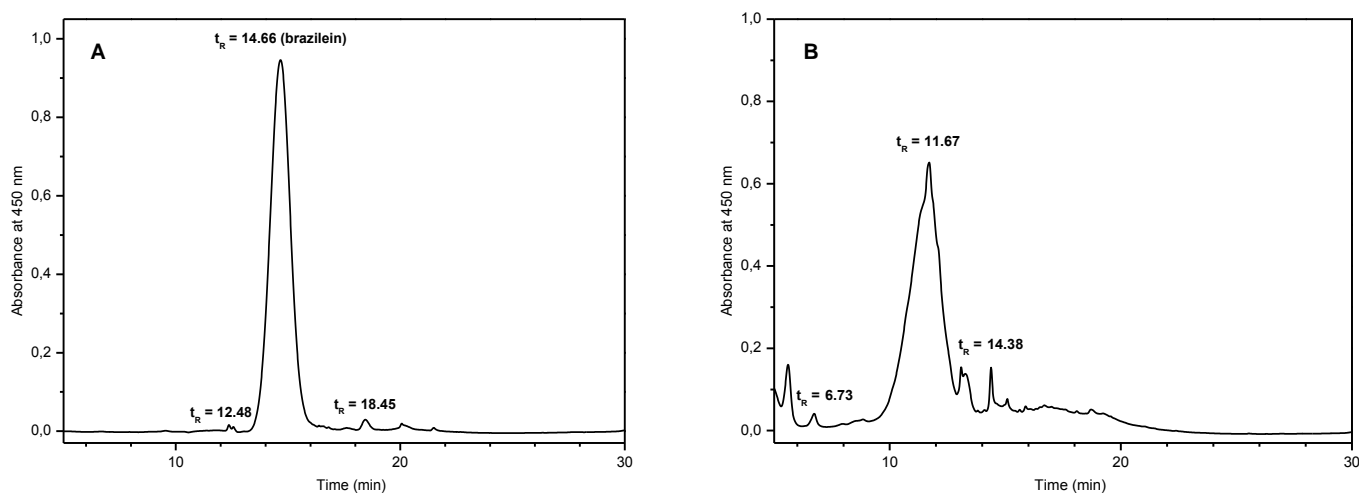 A
t_R = 14.66 (brazilein)
1,0
0,8
0,6
0,4
0,2
0,0
Absorbance at 450 nm
t_R = 12.48
t_R = 18.45
10
20
30
Time (min)
B
1,0
0,8
0,6
0,4
0,2
0,0
Absorbance at 450 nm
t_R = 11.67
t_R = 14.38
t_R = 6.73
10
20
30
Time (min)